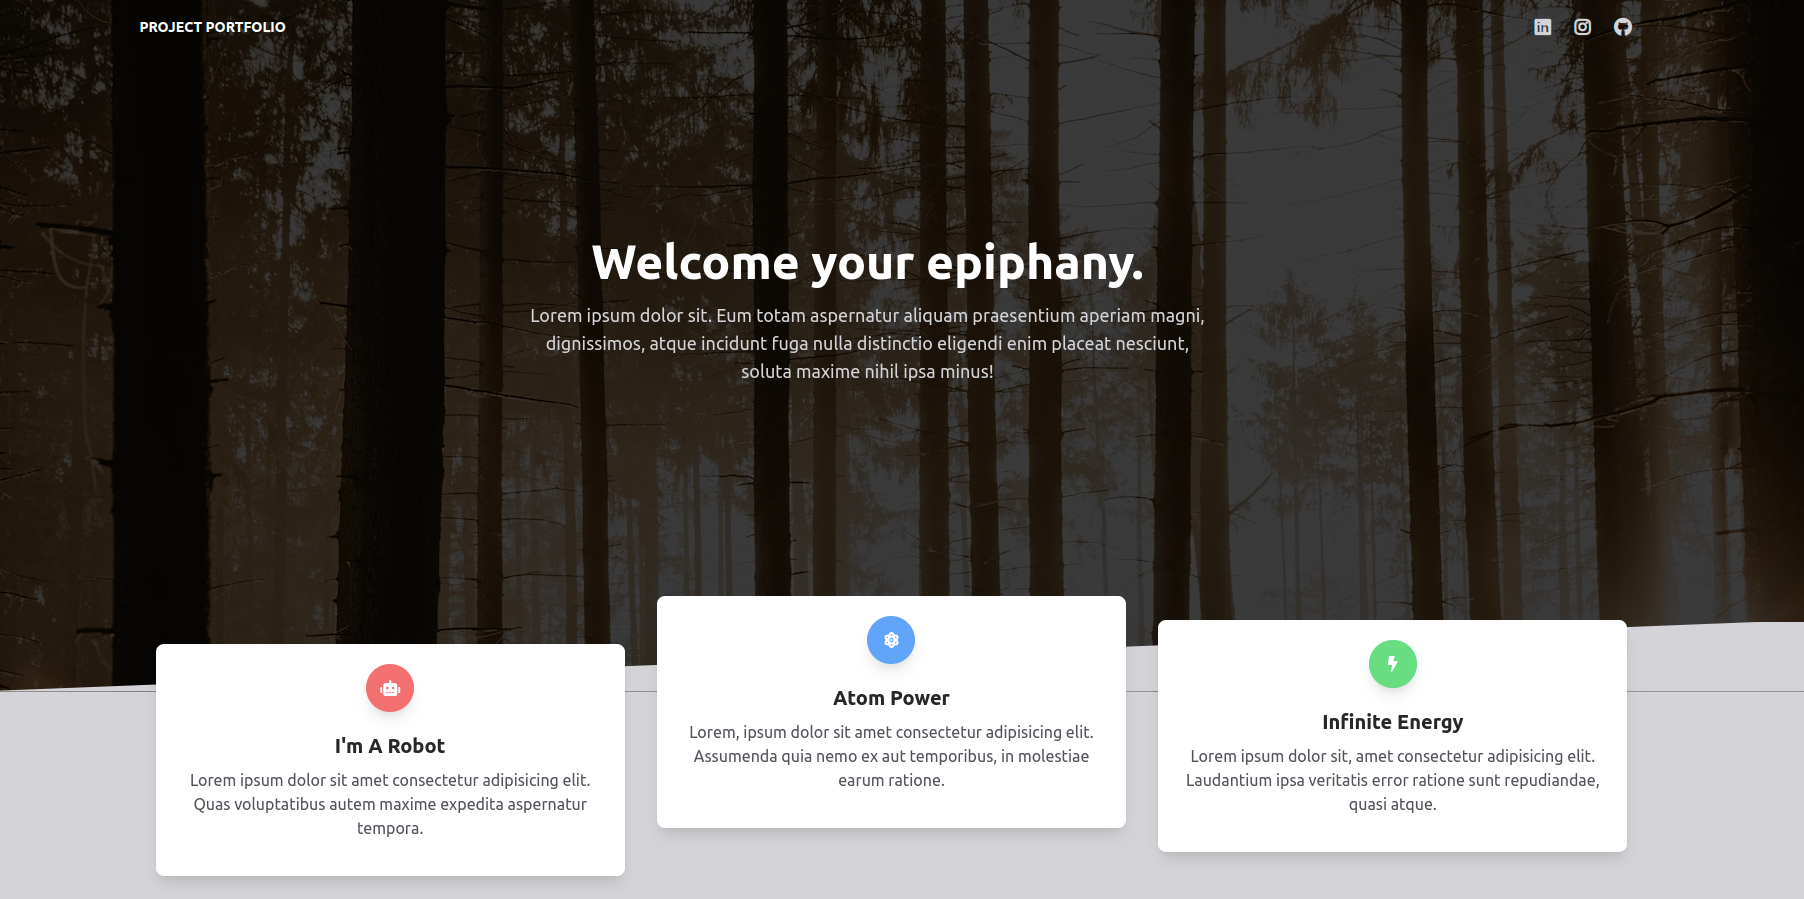 PROJECT PORTFOLIO
Welcome your epiphany.
Lorem ipsum dolor sit. Eum totam aspernatur aliquam praesentium aperiam magni,
dignissimos, atque incidunt fuga nulla distinctio eligendi enim placeat nesciunt,
soluta maxime nihil ipsa minus!
I'm A Robot
Lorem ipsum dolor sit amet consectetur adipisicing elit.
Quas voluptatibus autem maxime expedita aspernatur
tempora.
Atom Power
Lorem, ipsum dolor sit amet consectetur adipisicing elit.
Assumenda quia nemo ex aut temporibus, in molestiae
earum ratione.
Infinite Energy
Lorem ipsum dolor sit, amet consectetur adipisicing elit.
Laudantium ipsa veritatis error ratione sunt repudiandae,
quasi atque.